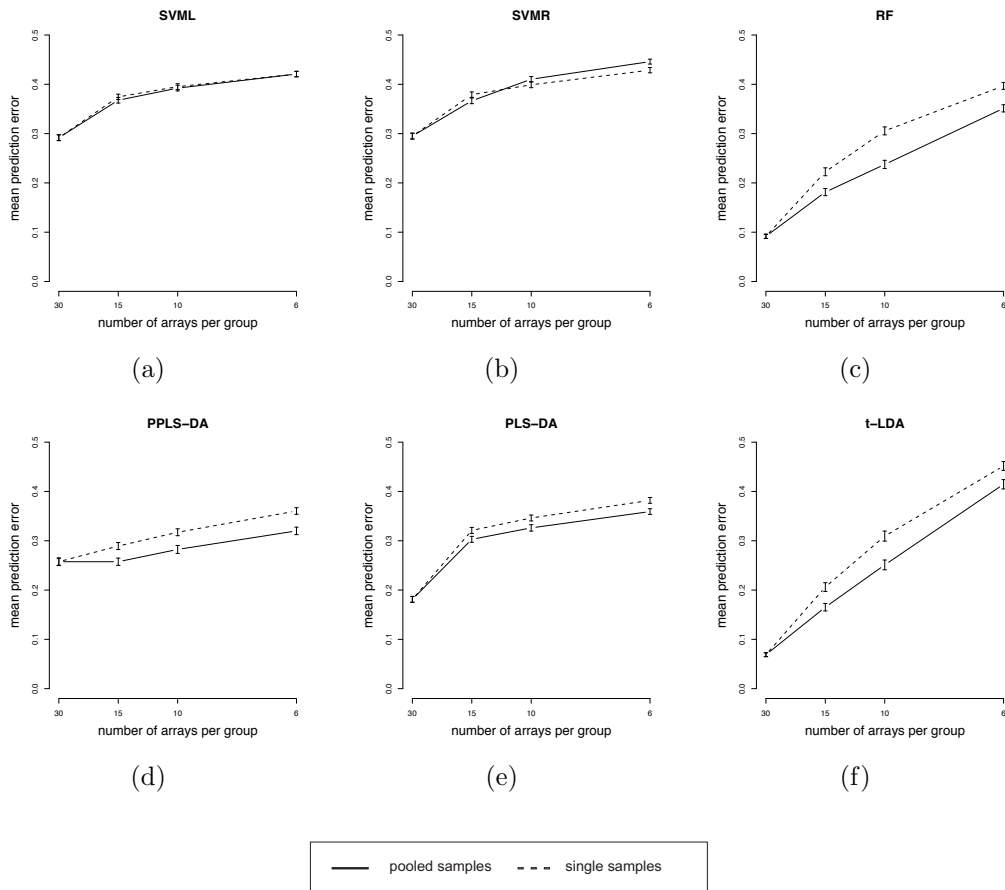 SVML
mean prediction error
0.0 0.1 0.2 0.3 0.4 0.5
30 15 10 6
number of arrays per group
(a)
SVMR
mean prediction error
0.0 0.1 0.2 0.3 0.4 0.5
30 15 10 6
number of arrays per group
(b)
RF
mean prediction error
0.0 0.1 0.2 0.3 0.4 0.5
30 15 10 6
number of arrays per group
(c)
PPLS−DA
mean prediction error
0.0 0.1 0.2 0.3 0.4 0.5
30 15 10 6
number of arrays per group
(d)
PLS−DA
mean prediction error
0.0 0.1 0.2 0.3 0.4 0.5
30 15 10 6
number of arrays per group
(e)
t−LDA
mean prediction error
0.0 0.1 0.2 0.3 0.4 0.5
30 15 10 6
number of arrays per group
(f)
pooled samples
single samples